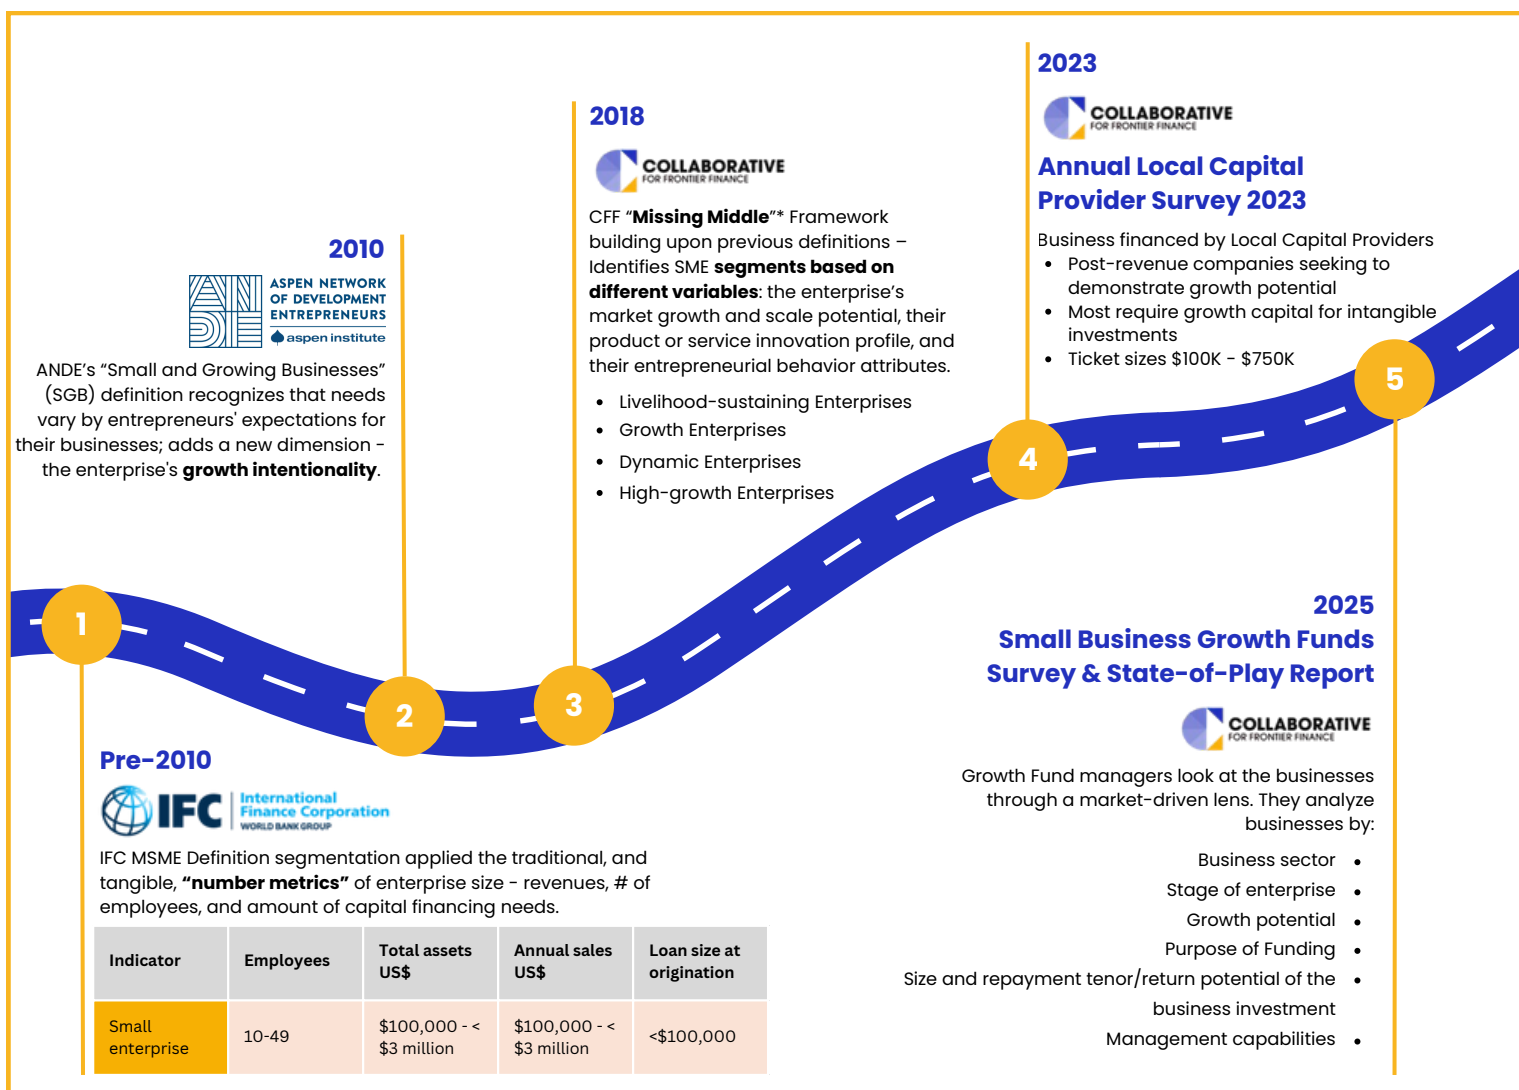 1
Pre-2010
IFC
International
Finance Corporation
WORLD BANK GROUP
IFC MSME Definition segmentation applied the traditional, and
tangible, “number metrics” of enterprise size - revenues, # of
employees, and amount of capital financing needs.
Indicator
Employees
Total assets
US$
Annual sales
US$
Loan size at
origination
Small
enterprise
10-49
$100,000 - <
$3 million
$100,000 - <
$3 million
<$100,000
2010
ANDE
ASPEN NETWORK
OF DEVELOPMENT
ENTREPRENEURS
aspen institute
ANDE’s “Small and Growing Businesses”
(SGB) definition recognizes that needs
vary by entrepreneurs' expectations for
their businesses; adds a new dimension -
the enterprise's growth intentionality.
2
2018
COLLABORATIVE
FOR FRONTIER FINANCE
CFF “Missing Middle”* Framework
building upon previous definitions –
Identifies SME segments based on
different variables: the enterprise’s
market growth and scale potential, their
product or service innovation profile, and
their entrepreneurial behavior attributes.
• Livelihood-sustaining Enterprises
• Growth Enterprises
• Dynamic Enterprises
• High-growth Enterprises
3
2023
COLLABORATIVE
FOR FRONTIER FINANCE
Annual Local Capital
Provider Survey 2023
Business financed by Local Capital Providers
• Post-revenue companies seeking to
demonstrate growth potential
• Most require growth capital for intangible
investments
• Ticket sizes $100K - $750K
4
5
2025
Small Business Growth Funds
Survey & State-of-Play Report
COLLABORATIVE
FOR FRONTIER FINANCE
Growth Fund managers look at the businesses
through a market-driven lens. They analyze
businesses by:
Business sector •
Stage of enterprise •
Growth potential •
Purpose of Funding •
Size and repayment tenor/return potential of the •
business investment
Management capabilities •